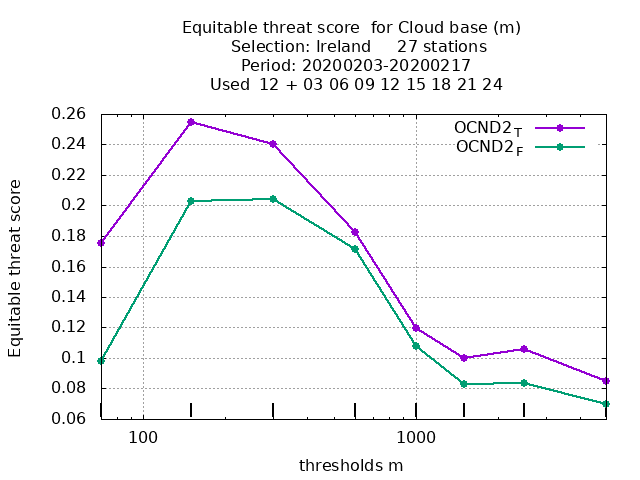 Equitable threat score  for Cloud base (m)
Selection: Ireland     27 stations
Period: 20200203-20200217
Used  12 + 03 06 09 12 15 18 21 24
OCND2_T
OCND2_F
Equitable threat score
0.26
0.24
0.22
0.2
0.18
0.16
0.14
0.12
0.1
0.08
0.06
100
1000
thresholds m